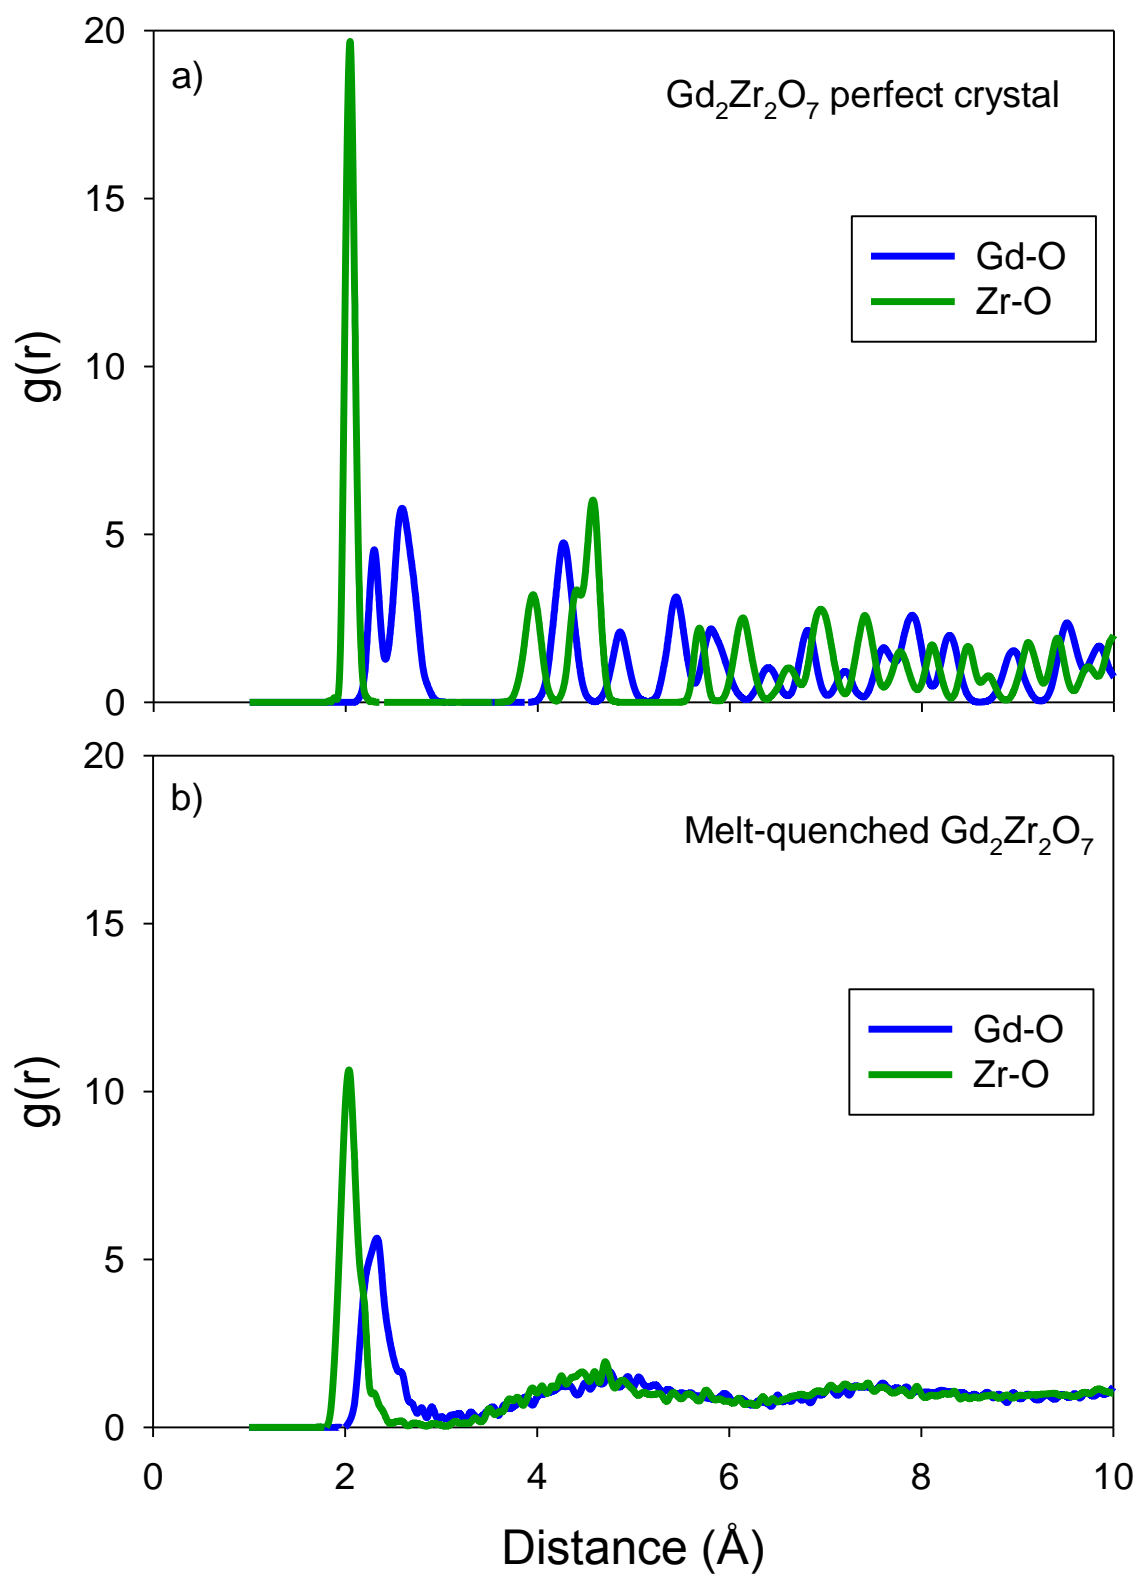 20
a)
Gd₂Zr₂O₇ perfect crystal
15
Gd-O
Zr-O
g(r)
10
5
0
20
b)
Melt-quenched Gd₂Zr₂O₇
15
Gd-O
Zr-O
g(r)
10
5
0
0 2 4 6 8 10
Distance (Å)